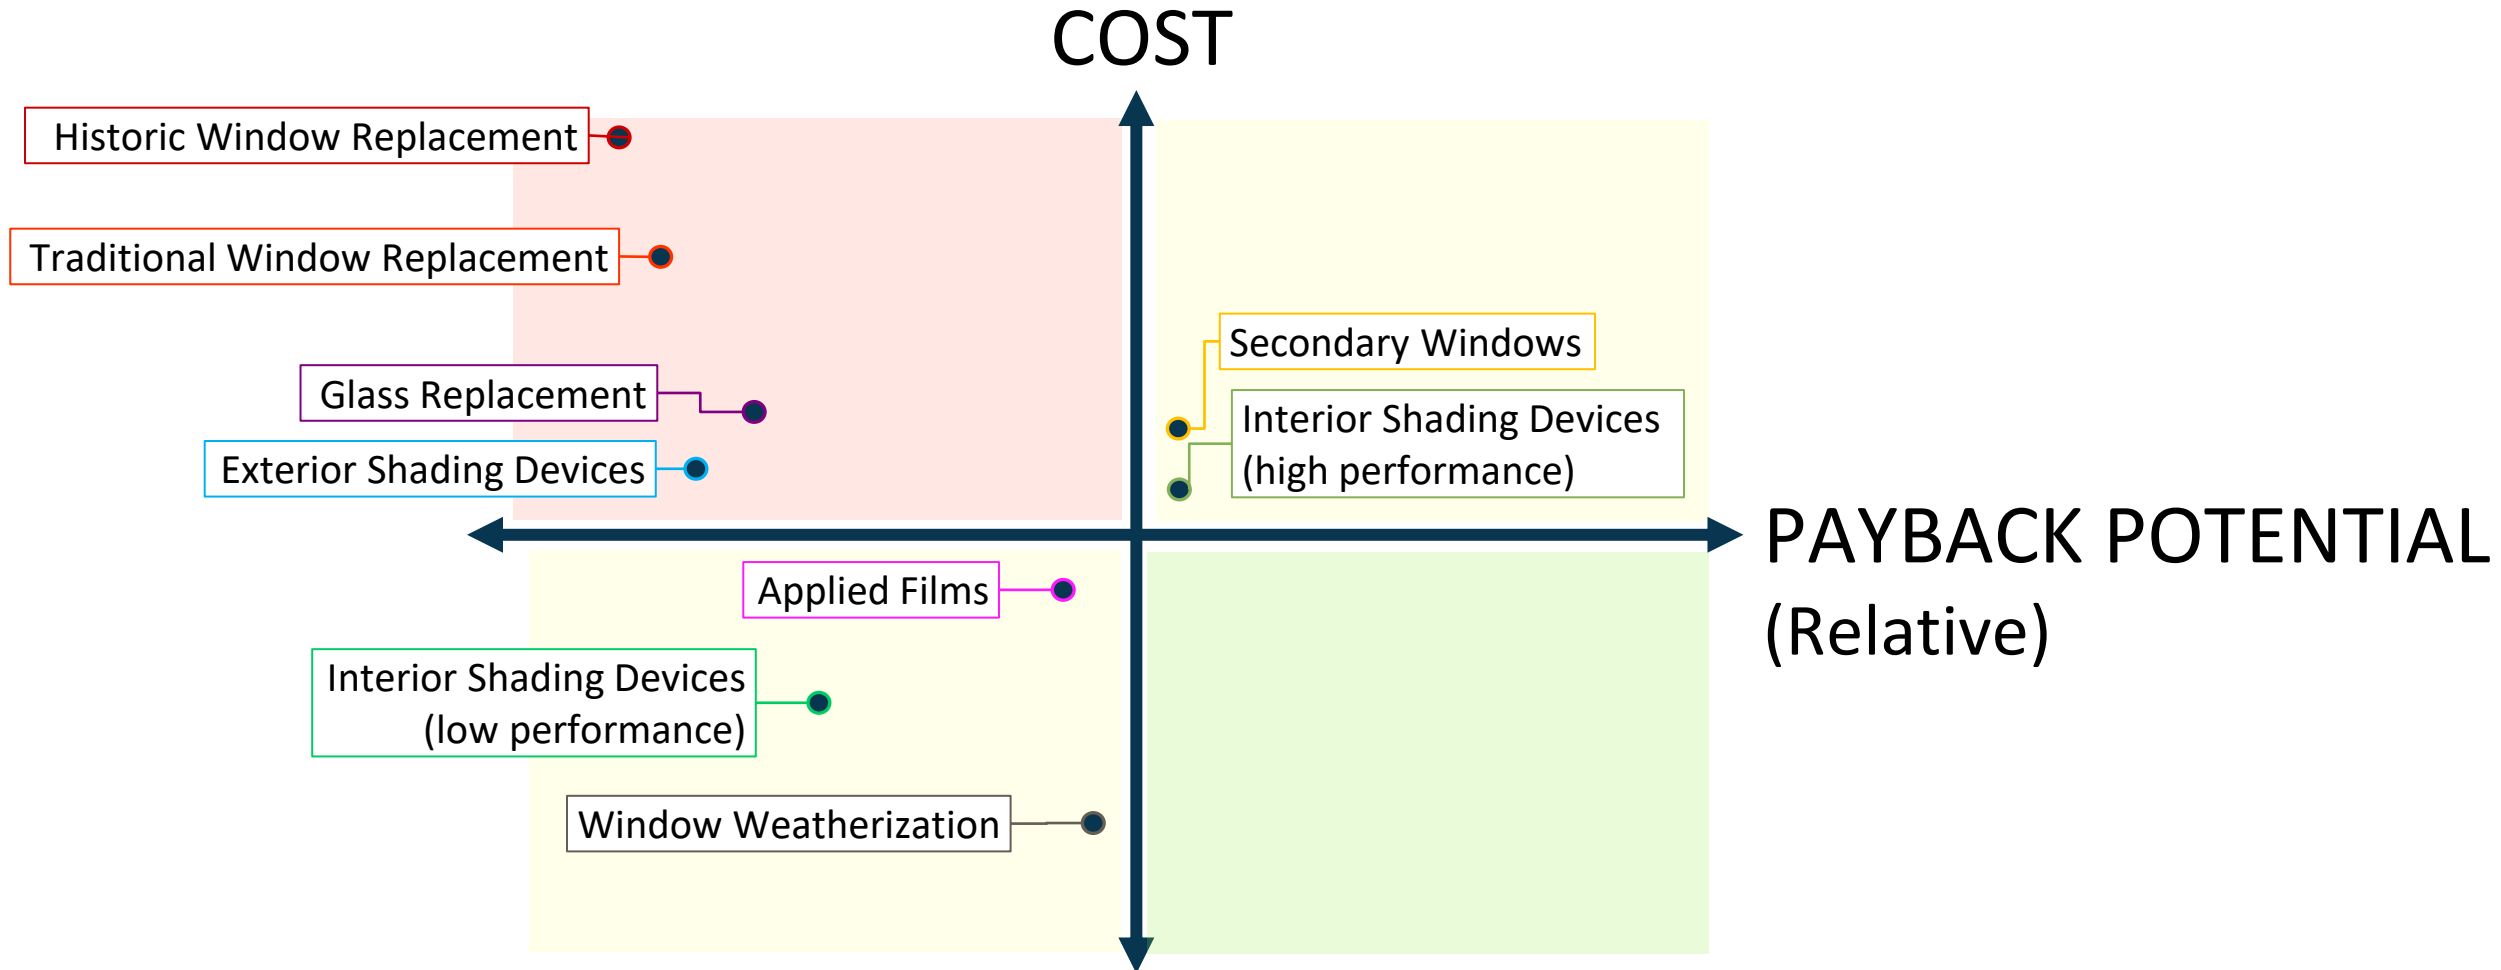 COST
Historic Window Replacement
Traditional Window Replacement
Secondary Windows
Glass Replacement
Interior Shading Devices
(high performance)
Exterior Shading Devices
PAYBACK POTENTIAL
(Relative)
Applied Films
Interior Shading Devices
(low performance)
Window Weatherization